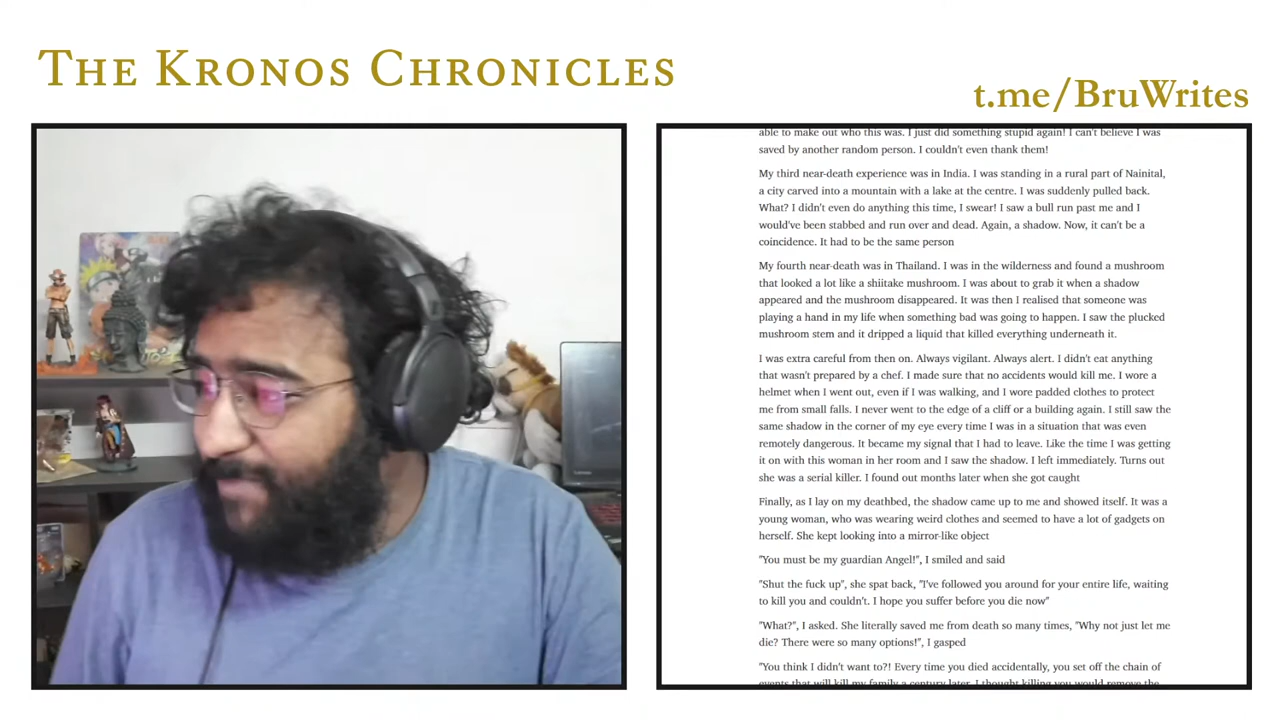 THE KRONOS CHRONICLES
t.me/BruWrites
able to make out who this was. I just did something stupid again! I can't believe I was
saved by another random person. I couldn't even thank them!
My third near-death experience was in India. I was standing in a rural part of Nainital,
a city carved into a mountain with a lake at the centre. I was suddenly pulled back.
What? I didn't even do anything this time, I swear! I saw a bull run past me and I
would've been stabbed and run over and dead. Again, a shadow. Now, it can't be a
coincidence. It had to be the same person
My fourth near-death was in Thailand. I was in the wilderness and found a mushroom
that looked a lot like a shiitake mushroom. I was about to grab it when a shadow
appeared and the mushroom disappeared. It was then I realised that someone was
playing a hand in my life when something bad was going to happen. I saw the plucked
mushroom stem and it dripped a liquid that killed everything underneath it.
I was extra careful from then on. Always vigilant. Always alert. I didn't eat anything
that wasn't prepared by a chef. I made sure that no accidents would kill me. I wore a
helmet when I went out, even if I was walking, and I wore padded clothes to protect
me from small falls. I never went to the edge of a cliff or a building again. I still saw the
same shadow in the corner of my eye every time I was in a situation that was even
remotely dangerous. It became my signal that I had to leave. Like the time I was getting
it on with this woman in her room and I saw the shadow. I left immediately. Turns out
she was a serial killer. I found out months later when she got caught
Finally, as I lay on my deathbed, the shadow came up to me and showed itself. It was a
young woman, who was wearing weird clothes and seemed to have a lot of gadgets on
herself. She kept looking into a mirror-like object
"You must be my guardian Angel!", I smiled and said
"Shut the fuck up", she spat back, "I've followed you around for your entire life, waiting
to kill you and couldn't. I hope you suffer before you die now"
"What?", I asked. She literally saved me from death so many times, "Why not just let me
die? There were so many options!", I gasped
"You think I didn't want to?! Every time you died accidentally, you set off the chain of
events that will kill my family a century later. I thought killing you would remove the